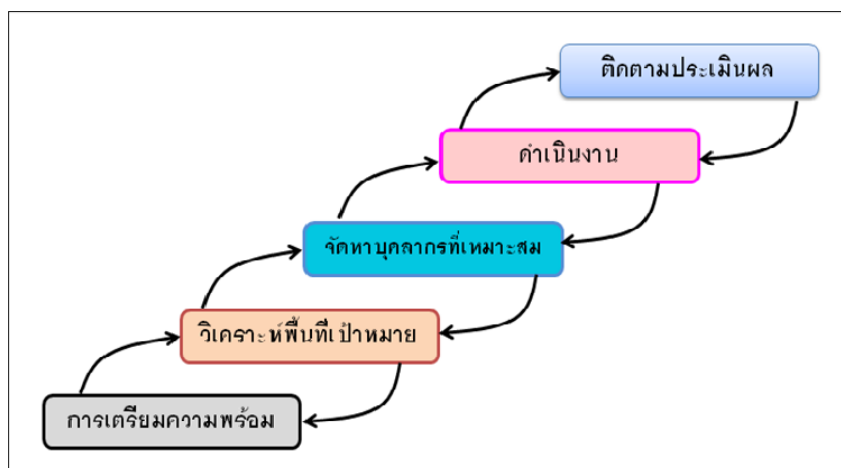 ติดตามประเมินผล
ดำเนินงาน
จัดหาบุคลากรที่เหมาะสม
วิเคราะห์พื้นที่เป้าหมาย
การเตรียมความพร้อม